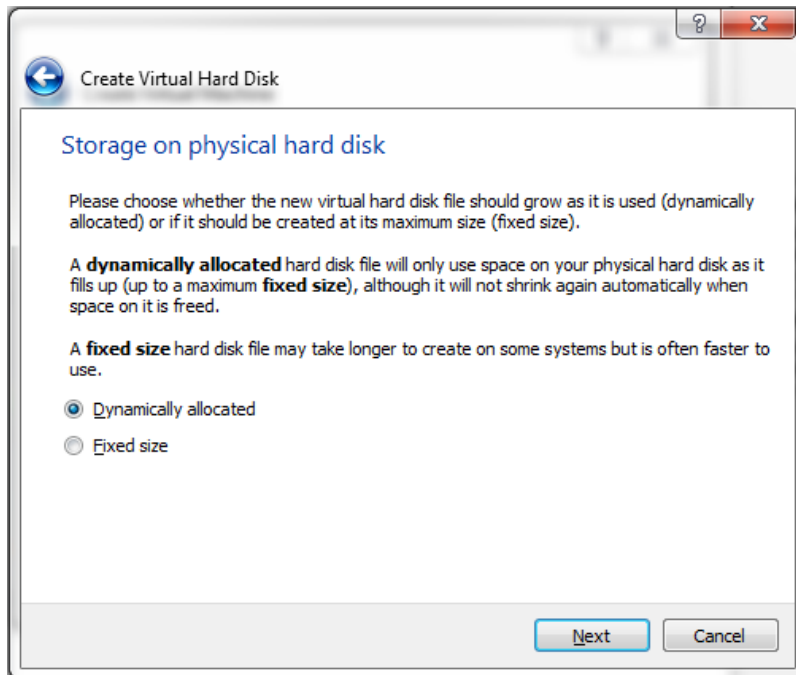 Create Virtual Hard Disk
Storage on physical hard disk
Please choose whether the new virtual hard disk file should grow as it is used (dynamically
allocated) or if it should be created at its maximum size (fixed size).
A dynamically allocated hard disk file will only use space on your physical hard disk as it
fills up (up to a maximum fixed size), although it will not shrink again automatically when
space on it is freed.
A fixed size hard disk file may take longer to create on some systems but is often faster to
use.
Dynamically allocated
Fixed size
Next Cancel